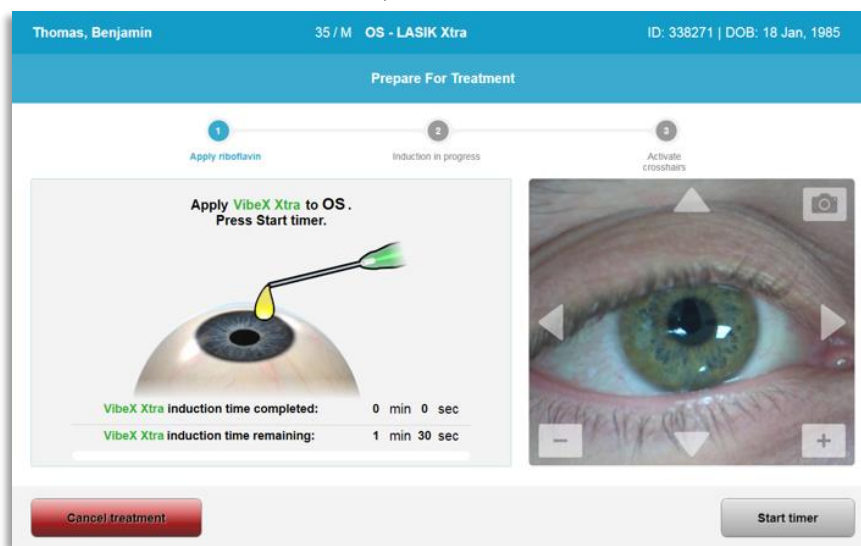 Thomas, Benjamin 35 / M OS - LASIK Xtra ID: 338271 | DOB: 18 Jan, 1985
Prepare For Treatment
1 2 3
Apply riboflavin Induction in progress Activate
crosshairs
Apply VibeX Xtra to OS.
Press Start timer.
VibeX Xtra induction time completed: 0 min 0 sec
VibeX Xtra induction time remaining: 1 min 30 sec
− +
Cancel treatment Start timer